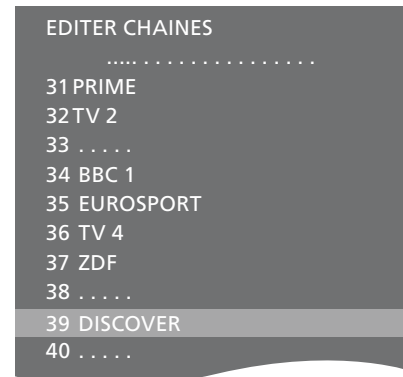 EDITER CHAINES
..... . . . . . . . . . . . . . . .
31 PRIME
32 TV 2
33 . . . . .
34 BBC 1
35 EUROSPORT
36 TV 4
37 ZDF
38 . . . . .
39 DISCOVER
40 . . . . .